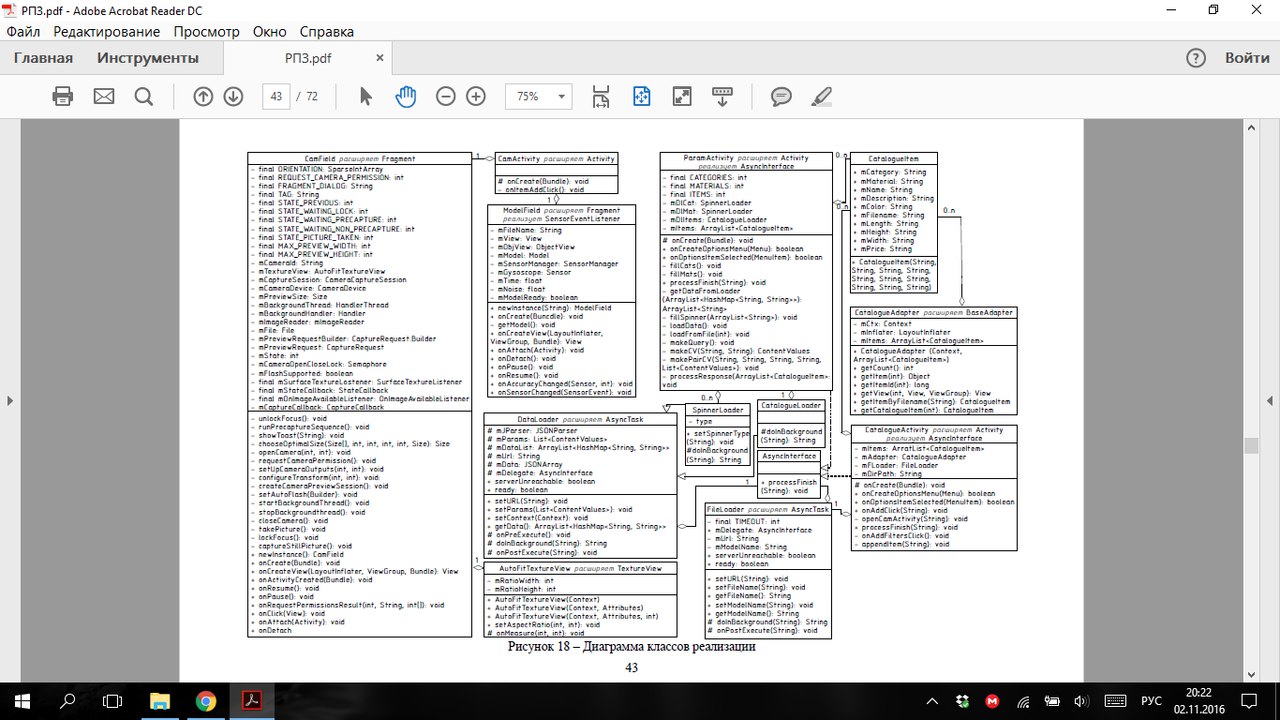 РПЗ.pdf - Adobe Acrobat Reader DC
Файл Редактирование Просмотр Окно Справка
Главная Инструменты РПЗ.pdf × ? Войти
43 / 72 75%
CamField расширяет Fragment
- final ORIENTATION: SparseIntArray
- final REQUEST_CAMERA_PERMISSION: int
- final FRAGMENT_DIALOG: String
- final TAG: String
- final STATE_PREVIOUS: int
- final STATE_WAITING_LOCK: int
- final STATE_WAITING_PRECAPTURE: int
- final STATE_WAITING_NON_PRECAPTURE: int
- final STATE_PICTURE_TAKEN: int
- final MAX_PREVIEW_WIDTH: int
- final MAX_PREVIEW_HEIGHT: int
- mCameraId: String
- mTextureView: AutoFitTextureView
- mCaptureSession: CameraCaptureSession
- mCameraDevice: CameraDevice
- mPreviewSize: Size
- mBackgroundThread: HandlerThread
- mBackgroundHandler: Handler
- mImageReader: mImageReader
- mFile: File
- mPreviewRequestBuilder: CaptureRequest.Builder
- mPreviewRequest: CaptureRequest
- mState: int
- mCameraOpenCloseLock: Semaphore
- mFlashSupported: boolean
- final mSurfaceTextureLostener: SurfaceTextureListener
- final mStateCallback: StateCallback
- final mOnImageAvailableListener: OnImageAvailableListener
- mCaptureCallback: CaptureCallback
- unlockFocus(): void
- runPrecaptureSequence(): void
- showToast(String): void
- chooseOptimalSize(Size[], int, int, int, int, Size): Size
- openCamera(int, int): void
- requestCameraPermission(): void
- setUpCameraOutputs(int, int): void
- configureTransform(int, int): void
- createCameraPreviewSession(): void
- setAutoFlash(Builder): void
- startBackgroundThread(): void
- stopBackgroundthread(): void
- closeCamera(): void
- takePicture(): void
- lockFocus(): void
- captureStillPicture(): void
+ newInstance(): CamField
+ onCreate(Bundle): void
+ onCreateView(LayoutInflater, ViewGroup, Bundle): View
+ onActivityCreated(Bundle): void
+ onResume(): void
+ onPause(): void
+ onRequestPermissionsResult(int, String, int[]): void
+ onClick(View): void
+ onAttach(Activity): void
+ onDetach
1
CamActivity расширяет Activity
# onCreate(Bundle): void
- onItemAddClick(): void
1
ModelField расширяет Fragment
реализует SensorEventListener
- mFileName: String
- mView: View
- mObjView: ObjectView
- mModel: Model
- mSensorManager: SensorManager
- mGysoscope: Sensor
- mTime: float
- mNoise: float
- mModelReady: boolean
+ newInstance(String): ModelField
+ onCreate(Buncdle): void
- getModel(): void
+ onCreateView(LayoutInflater,
ViewGroup, Bundle): View
+ onAttach(Activity): void
+ onDetach(): void
+ onPause(): void
+ onResume(): void
+ onAccuracyChanged(Sensor, int): void
+ onSensorChanged(SensorEvent): void
DataLoader расширяет AsyncTask
# mJParser: JSONParser
# mParams: List<ContentValues>
# mDataList: ArrayList<HashMap<String, String>>
# mUrl: String
# mData: JSONArray
# mDelegate: AsyncInterface
+ serverUnreachable: boolean
+ ready: boolean
+ setURL(String): void
+ setParams(List<ContentValues>): void
+ setContext(Context): void
+ getData(): ArrayList<HashMap<String, String>>
# onPreExecute(): void
# doInBackground(String): String
# onPostExecute(String): void
1
AutoFitTextureView расширяет TextureView
- mRatioWidth: int
- mRatioHeight: int
+ AutoFitTextureView(Context)
+ AutoFitTextureView(Context, Attributes)
+ AutoFitTextureView(Context, Attributes, int)
+ setAspectRatio(int, int): void
# onMeasure(int, int): void
ParamActivity расширяет Activity
реализует AsyncInterface
- final CATEGORIES: int
- final MATERIALS: int
- final ITEMS: int
- mDlCat: SpinnerLoader
- mDlMat: SpinnerLoader
- mDlItems: CatalogueLoader
- mItems: ArrayList<CatalogueItem>
# onCreate(Bundle): void
+ onCreateOptionsMenu(Menu): boolean
+ onOptionsItemSelected(MenuItem): boolean
- fillCats(): void
- fillMats(): void
+ processFinish(String): void
- getDataFromLoader
(ArrayList<HashMap<String, String>>):
ArrayList<String>
- fillSpinner(ArrayList<String>): void
- loadData(): void
- loadFromFile(int): void
- makeQuery(): void
- makeCV(String, String): ContentValues
- makePairCV(String, String, String, String,
List<ContentValues>): void
- processResponse(ArrayList<CatalogueItem>:
void
0..n
0..n
CatalogueItem
+ mCategory: String
+ mMaterial: String
+ mName: String
+ mDescription: String
+ mColor: String
+ mFilename: String
+ mLength: String
+ mHeight: String
+ mWidth: String
+ mPrice: String
+ CatalogueItem(String,
String, String, String,
String, String, String,
String, String, String)
0..n
CatalogueAdapter расширяет BaseAdapter
- mCtx: Context
- mInflater: LayoutInflater
- mItems: ArrayList<CatalogueItem>
+ CatalogueAdapter (Context,
ArrayList<CatalogueItem>)
+ getCount(): int
+ getItem(int): Object
+ getItemId(int): long
+ getView(int, View, ViewGroup): View
+ getItemByFilename(String): CatalogueItem
+ getCatalogueItem(int): CatalogueItem
0..n
SpinnerLoader
- type
+ setSpinnerType
(String): void
#doInBackground
(String): String
1
CatalogueLoader
#doInBackground
(String): String
AsyncInterface
+ processFinish
(String): void
1
CatalogueActivity расширяет Activity
реализует AsyncInterface
- mItems: ArratList<CatalogueItem>
- mAdapter: CatalogueAdapter
- mFLoader: FileLoader
- mDirPath: String
# onCreate(Bundle): void
+ onCreateOptionsMenu(Menu): boolean
+ onOptionsItemSelected(MenuItem): boolean
+ onAddClick(String): void
- openCamActivity(String): void
+ processFinish(String): void
+ onAddFiltersClick(): void
- appendItem(String): void
1
FileLoader расширяет AsyncTask
- final TIMEOUT: int
+ mDelegate: AsyncInterface
- mUrl: String
- mModelName: String
+ serverUnreachable: boolean
+ ready: boolean
+ setURL(String): void
+ setFileName(String): void
+ getFileName(): String
+ setModelName(String): void
+ getModelName(): String
# doInBackground(String): String
# onPostExecute(String): void
Рисунок 18 – Диаграмма классов реализации
43
РУС 20:22
02.11.2016